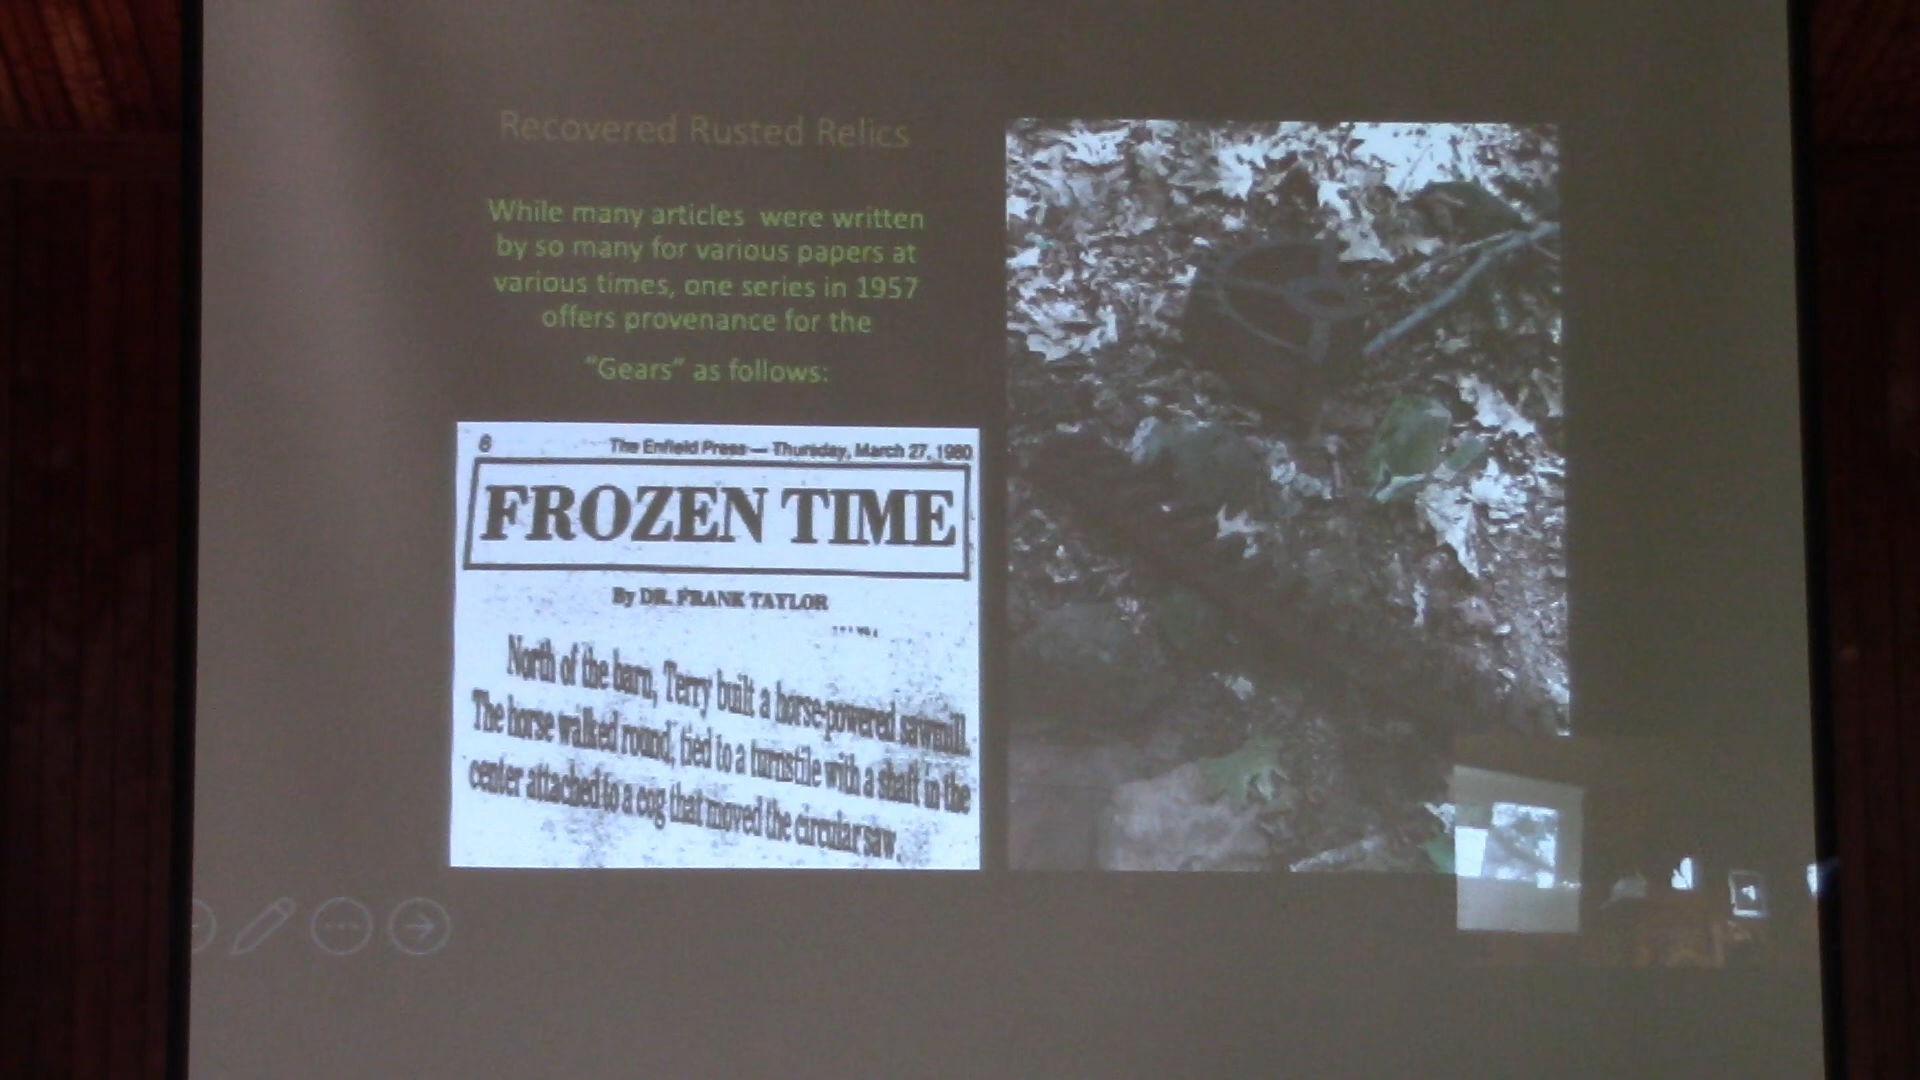 Recovered Rusted Relics
While many articles were written
by so many for various papers at
various times, one series in 1957
offers provenance for the
“Gears” as follows:
6 The Enfield Press — Thursday, March 27, 1980
FROZEN TIME
By DR. FRANK TAYLOR
North of the barn, Terry built a horse-powered sawmill.
The horse walked round, tied to a turnstile with a shaft in the
center attached to a cog that moved the circular saw.